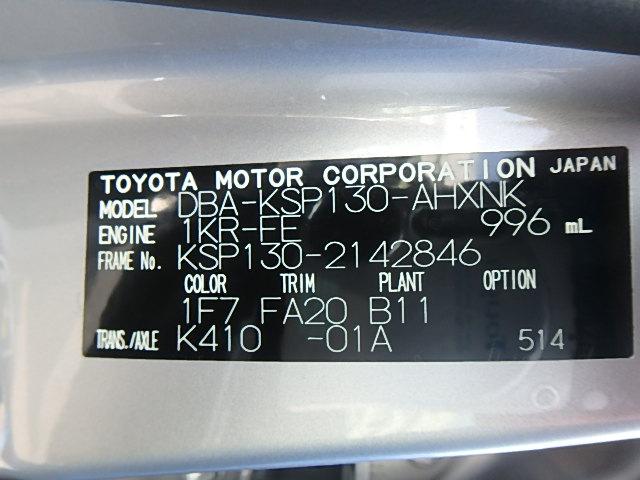 TOYOTA MOTOR CORPORATION JAPAN
MODEL DBA-KSP130-AHXNK
ENGINE 1KR-FE 996 mL
FRAME No. KSP130-2142846
COLOR TRIM PLANT OPTION
1F7 FA20 B11
TRANS./AXLE K410 -01A 514